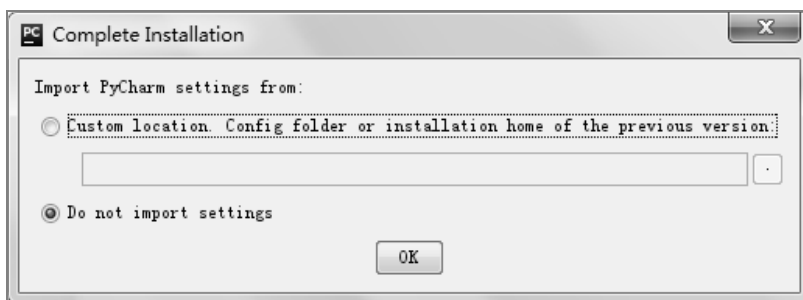 PC Complete Installation
Import PyCharm settings from:
Custom location. Config folder or installation home of the previous version:
Do not import settings
OK